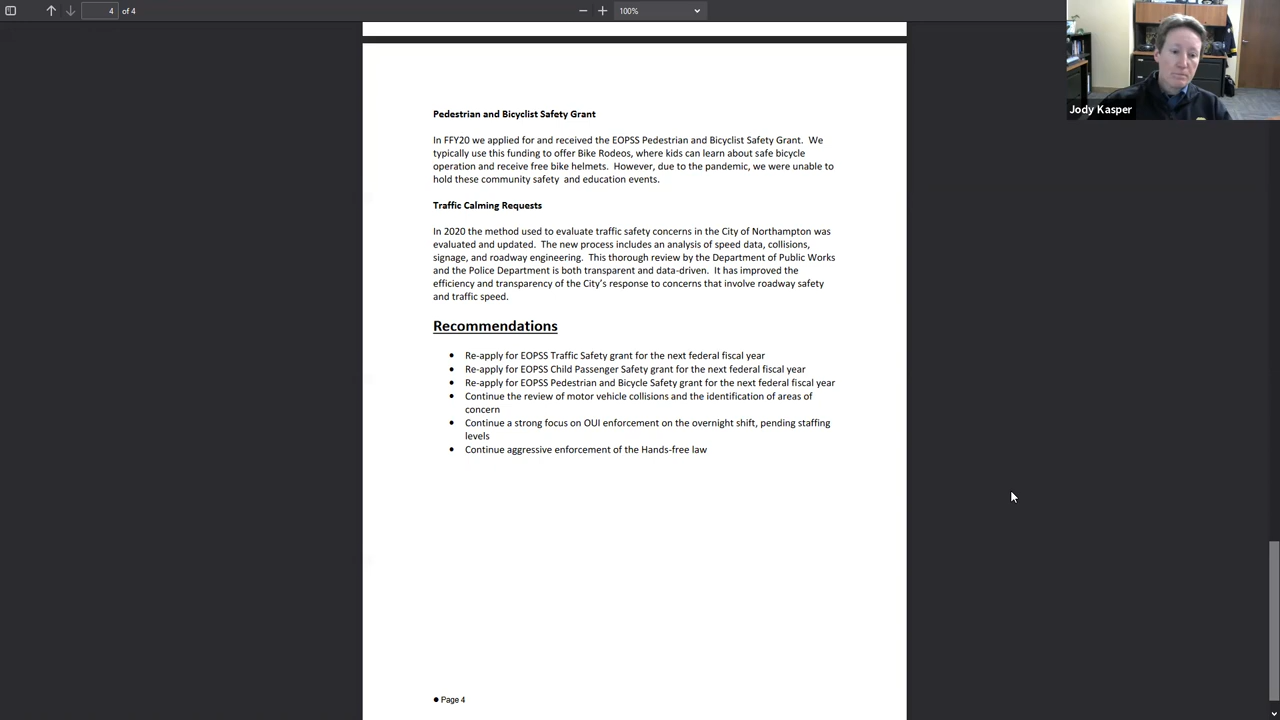 4 of 4
100%
Jody Kasper
Pedestrian and Bicyclist Safety Grant
In FFY20 we applied for and received the EOPSS Pedestrian and Bicyclist Safety Grant.  We
typically use this funding to offer Bike Rodeos, where kids can learn about safe bicycle
operation and receive free bike helmets.  However, due to the pandemic, we were unable to
hold these community safety  and education events.
Traffic Calming Requests
In 2020 the method used to evaluate traffic safety concerns in the City of Northampton was
evaluated and updated.  The new process includes an analysis of speed data, collisions,
signage, and roadway engineering.  This thorough review by the Department of Public Works
and the Police Department is both transparent and data-driven.  It has improved the
efficiency and transparency of the City's response to concerns that involve roadway safety
and traffic speed.
Recommendations
• Re-apply for EOPSS Traffic Safety grant for the next federal fiscal year
• Re-apply for EOPSS Child Passenger Safety grant for the next federal fiscal year
• Re-apply for EOPSS Pedestrian and Bicycle Safety grant for the next federal fiscal year
• Continue the review of motor vehicle collisions and the identification of areas of
concern
• Continue a strong focus on OUI enforcement on the overnight shift, pending staffing
levels
• Continue aggressive enforcement of the Hands-free law
● Page 4